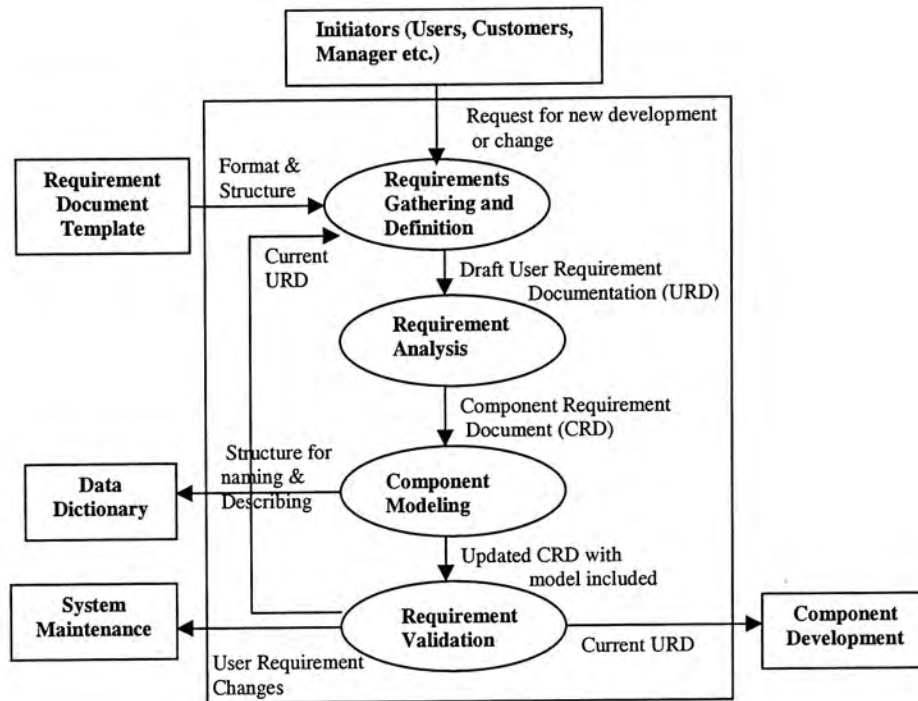 Initiators (Users, Customers,
Manager etc.)
Request for new development
or change
Format &
Structure
Requirement
Document
Template
Requirements
Gathering and
Definition
Current
URD
Draft User Requirement
Documentation (URD)
Requirement
Analysis
Component Requirement
Document (CRD)
Structure for
naming &
Describing
Data
Dictionary
Component
Modeling
Updated CRD with
model included
System
Maintenance
Requirement
Validation
Component
Development
Current URD
User Requirement
Changes